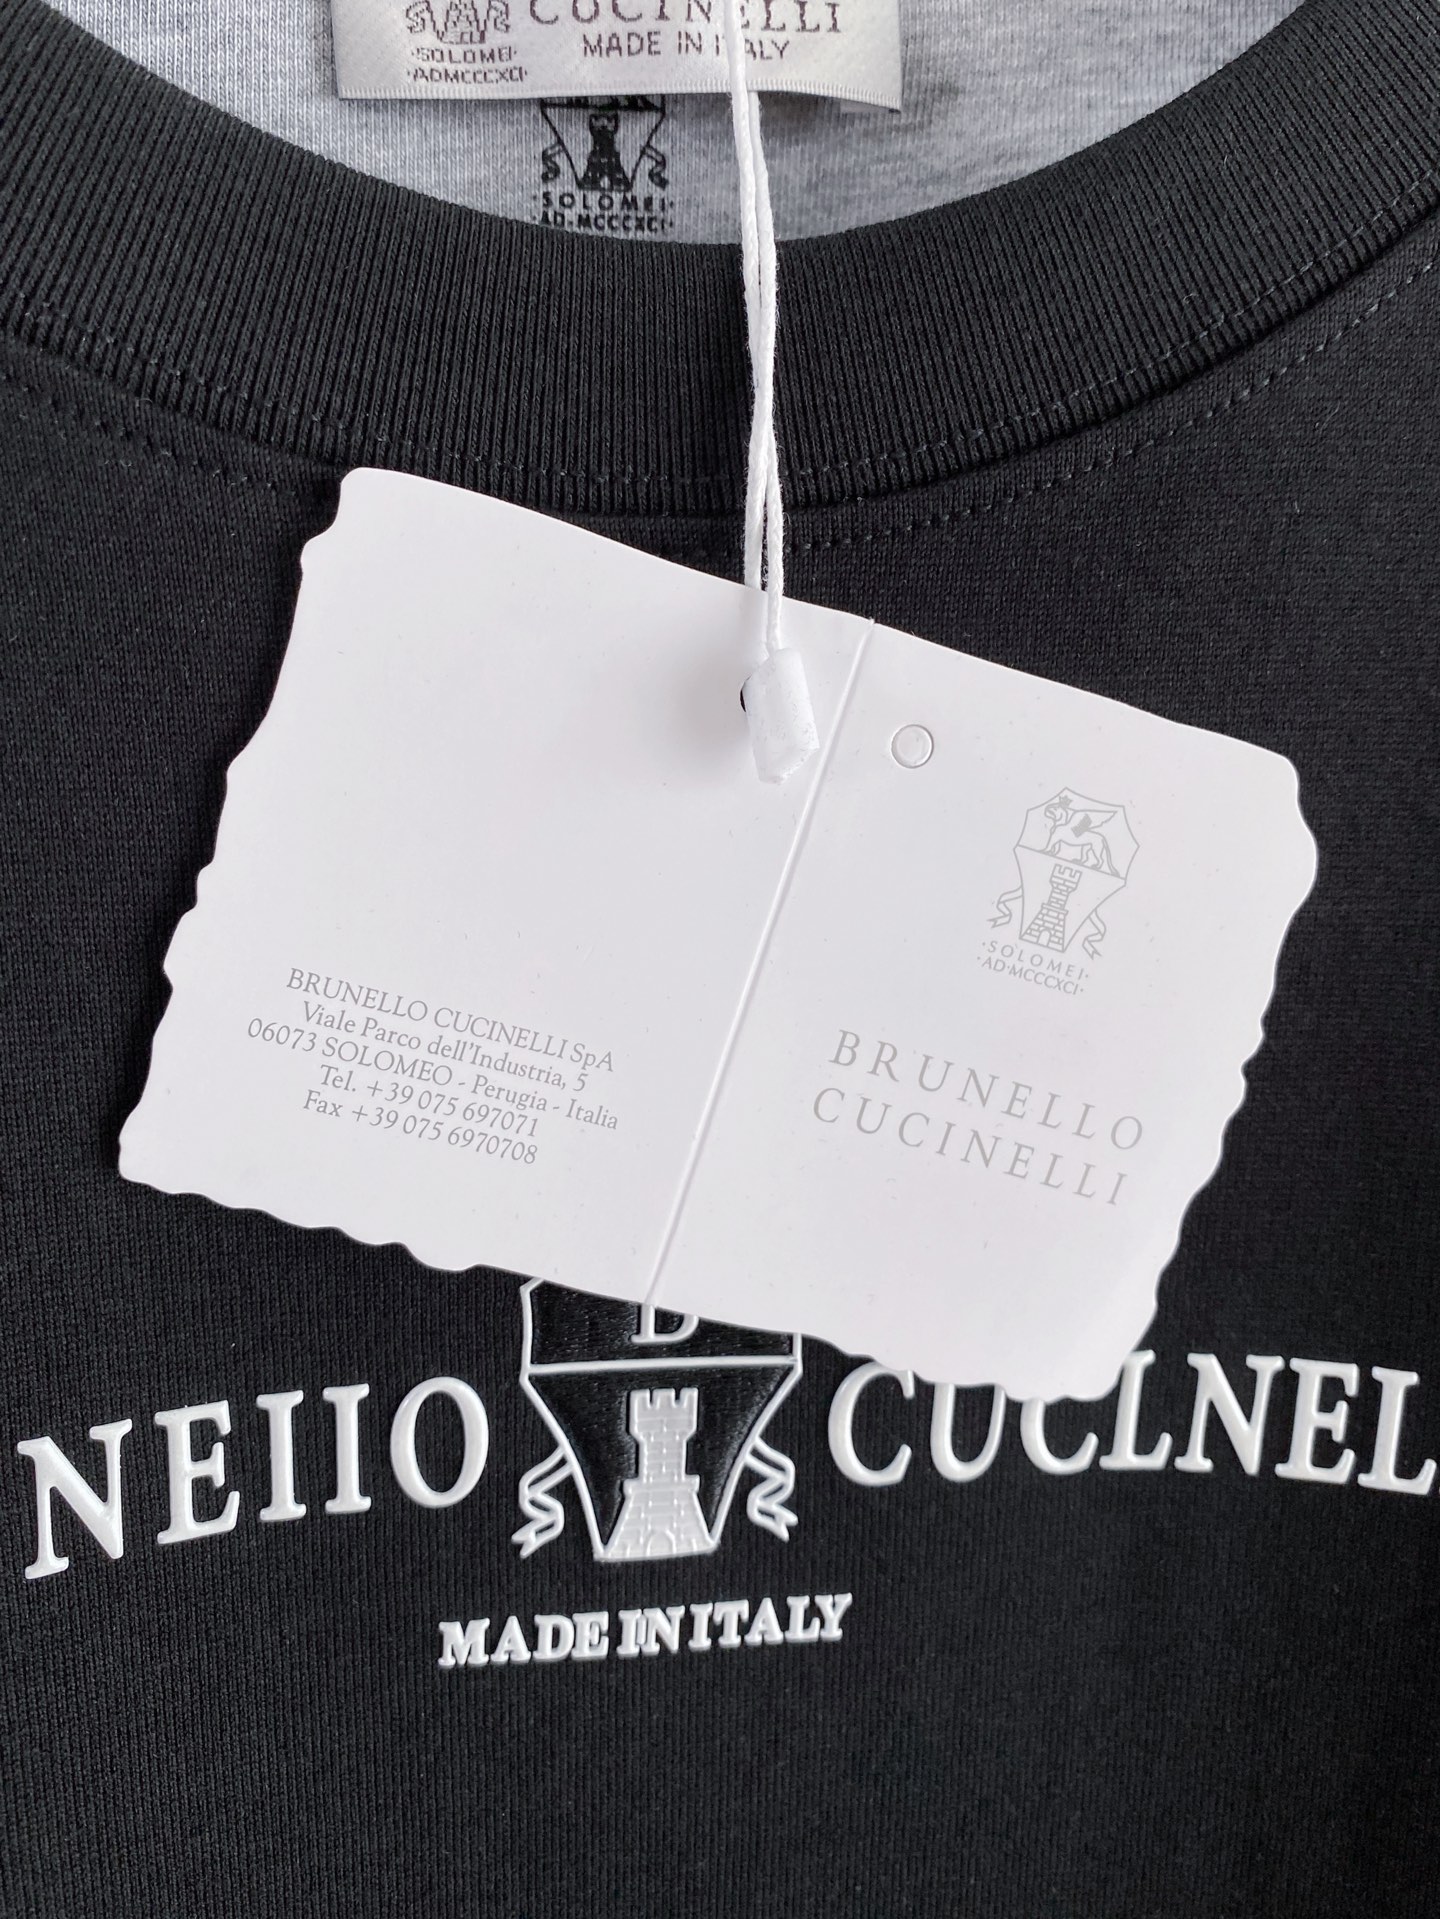 CUCINELLI
MADE IN ITALY
·SOLOMEI·
·ADMCCCXCI·
·SOLOMEI·
·AD·MCCCXCI·
·SOLOMEI·
·AD·MCCCXCI·
BRUNELLO
CUCINELLI
BRUNELLO CUCINELLI SpA
Viale Parco dell'Industria, 5
06073 SOLOMEO - Perugia - Italia
Tel. +39 075 697071
Fax +39 075 6970708
B
NEIIO CUCLNEL
MADE IN ITALY